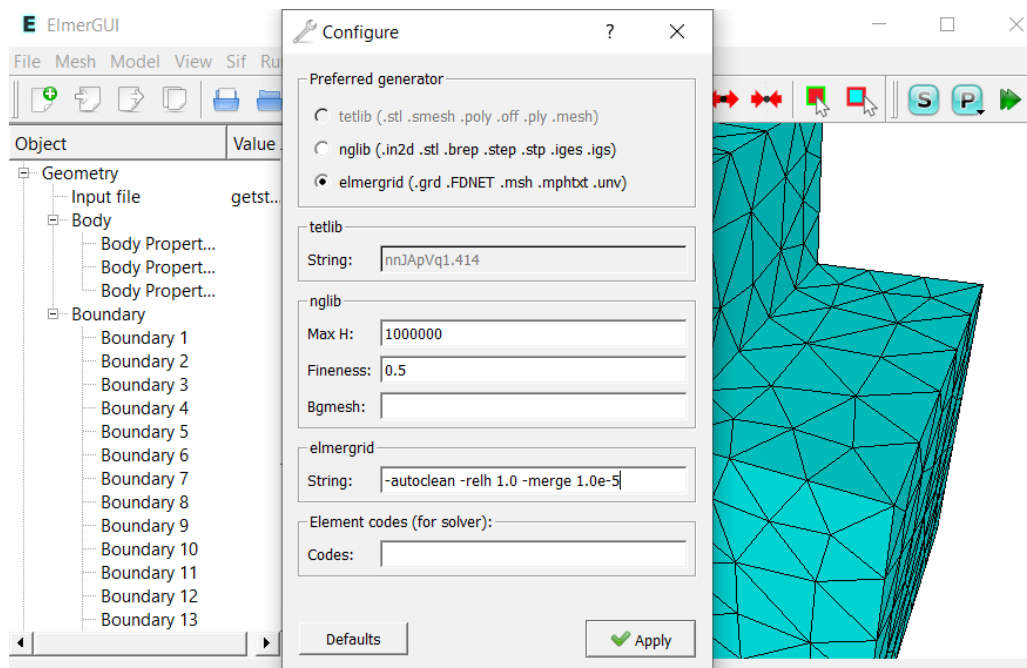 ElmerGUI
File Mesh Model View Sif Ru
Object Value
Geometry
Input file getst...
Body
Body Propert...
Body Propert...
Body Propert...
Boundary
Boundary 1
Boundary 2
Boundary 3
Boundary 4
Boundary 5
Boundary 6
Boundary 7
Boundary 8
Boundary 9
Boundary 10
Boundary 11
Boundary 12
Boundary 13
Configure ?
Preferred generator
tetlib (.stl .smesh .poly .off .ply .mesh)
nglib (.in2d .stl .brep .step .stp .iges .igs)
elmergrid (.grd .FDNET .msh .mphtxt .unv)
tetlib
String: nnJApVq1.414
nglib
Max H: 1000000
Fineness: 0.5
Bgmesh:
elmergrid
String: -autoclean -relh 1.0 -merge 1.0e-5
Element codes (for solver):
Codes:
Defaults Apply
S P